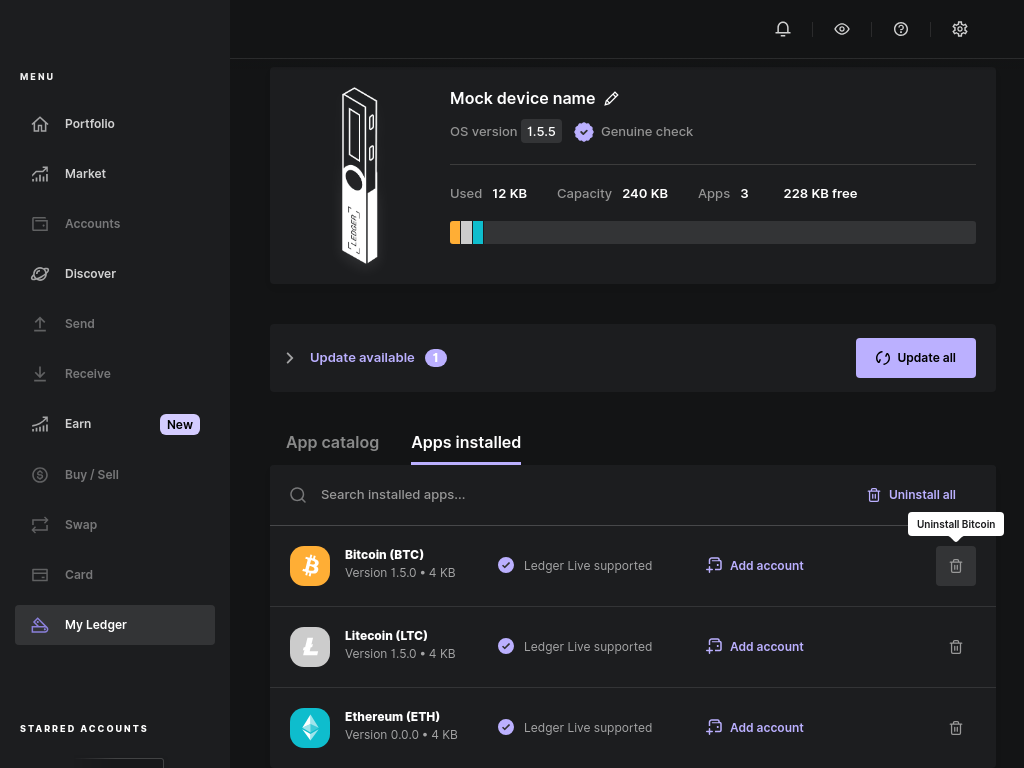 MENU
Portfolio
Market
Accounts
Discover
Send
Receive
Earn New
Buy / Sell
Swap
Card
My Ledger
STARRED ACCOUNTS
LEDGER
Mock device name
OS version 1.5.5 Genuine check
Used 12 KB Capacity 240 KB Apps 3 228 KB free
Update available 1 Update all
App catalog Apps installed
Search installed apps... Uninstall all
Uninstall Bitcoin
Bitcoin (BTC)
Version 1.5.0 • 4 KB Ledger Live supported Add account
Litecoin (LTC)
Version 1.5.0 • 4 KB Ledger Live supported Add account
Ethereum (ETH)
Version 0.0.0 • 4 KB Ledger Live supported Add account